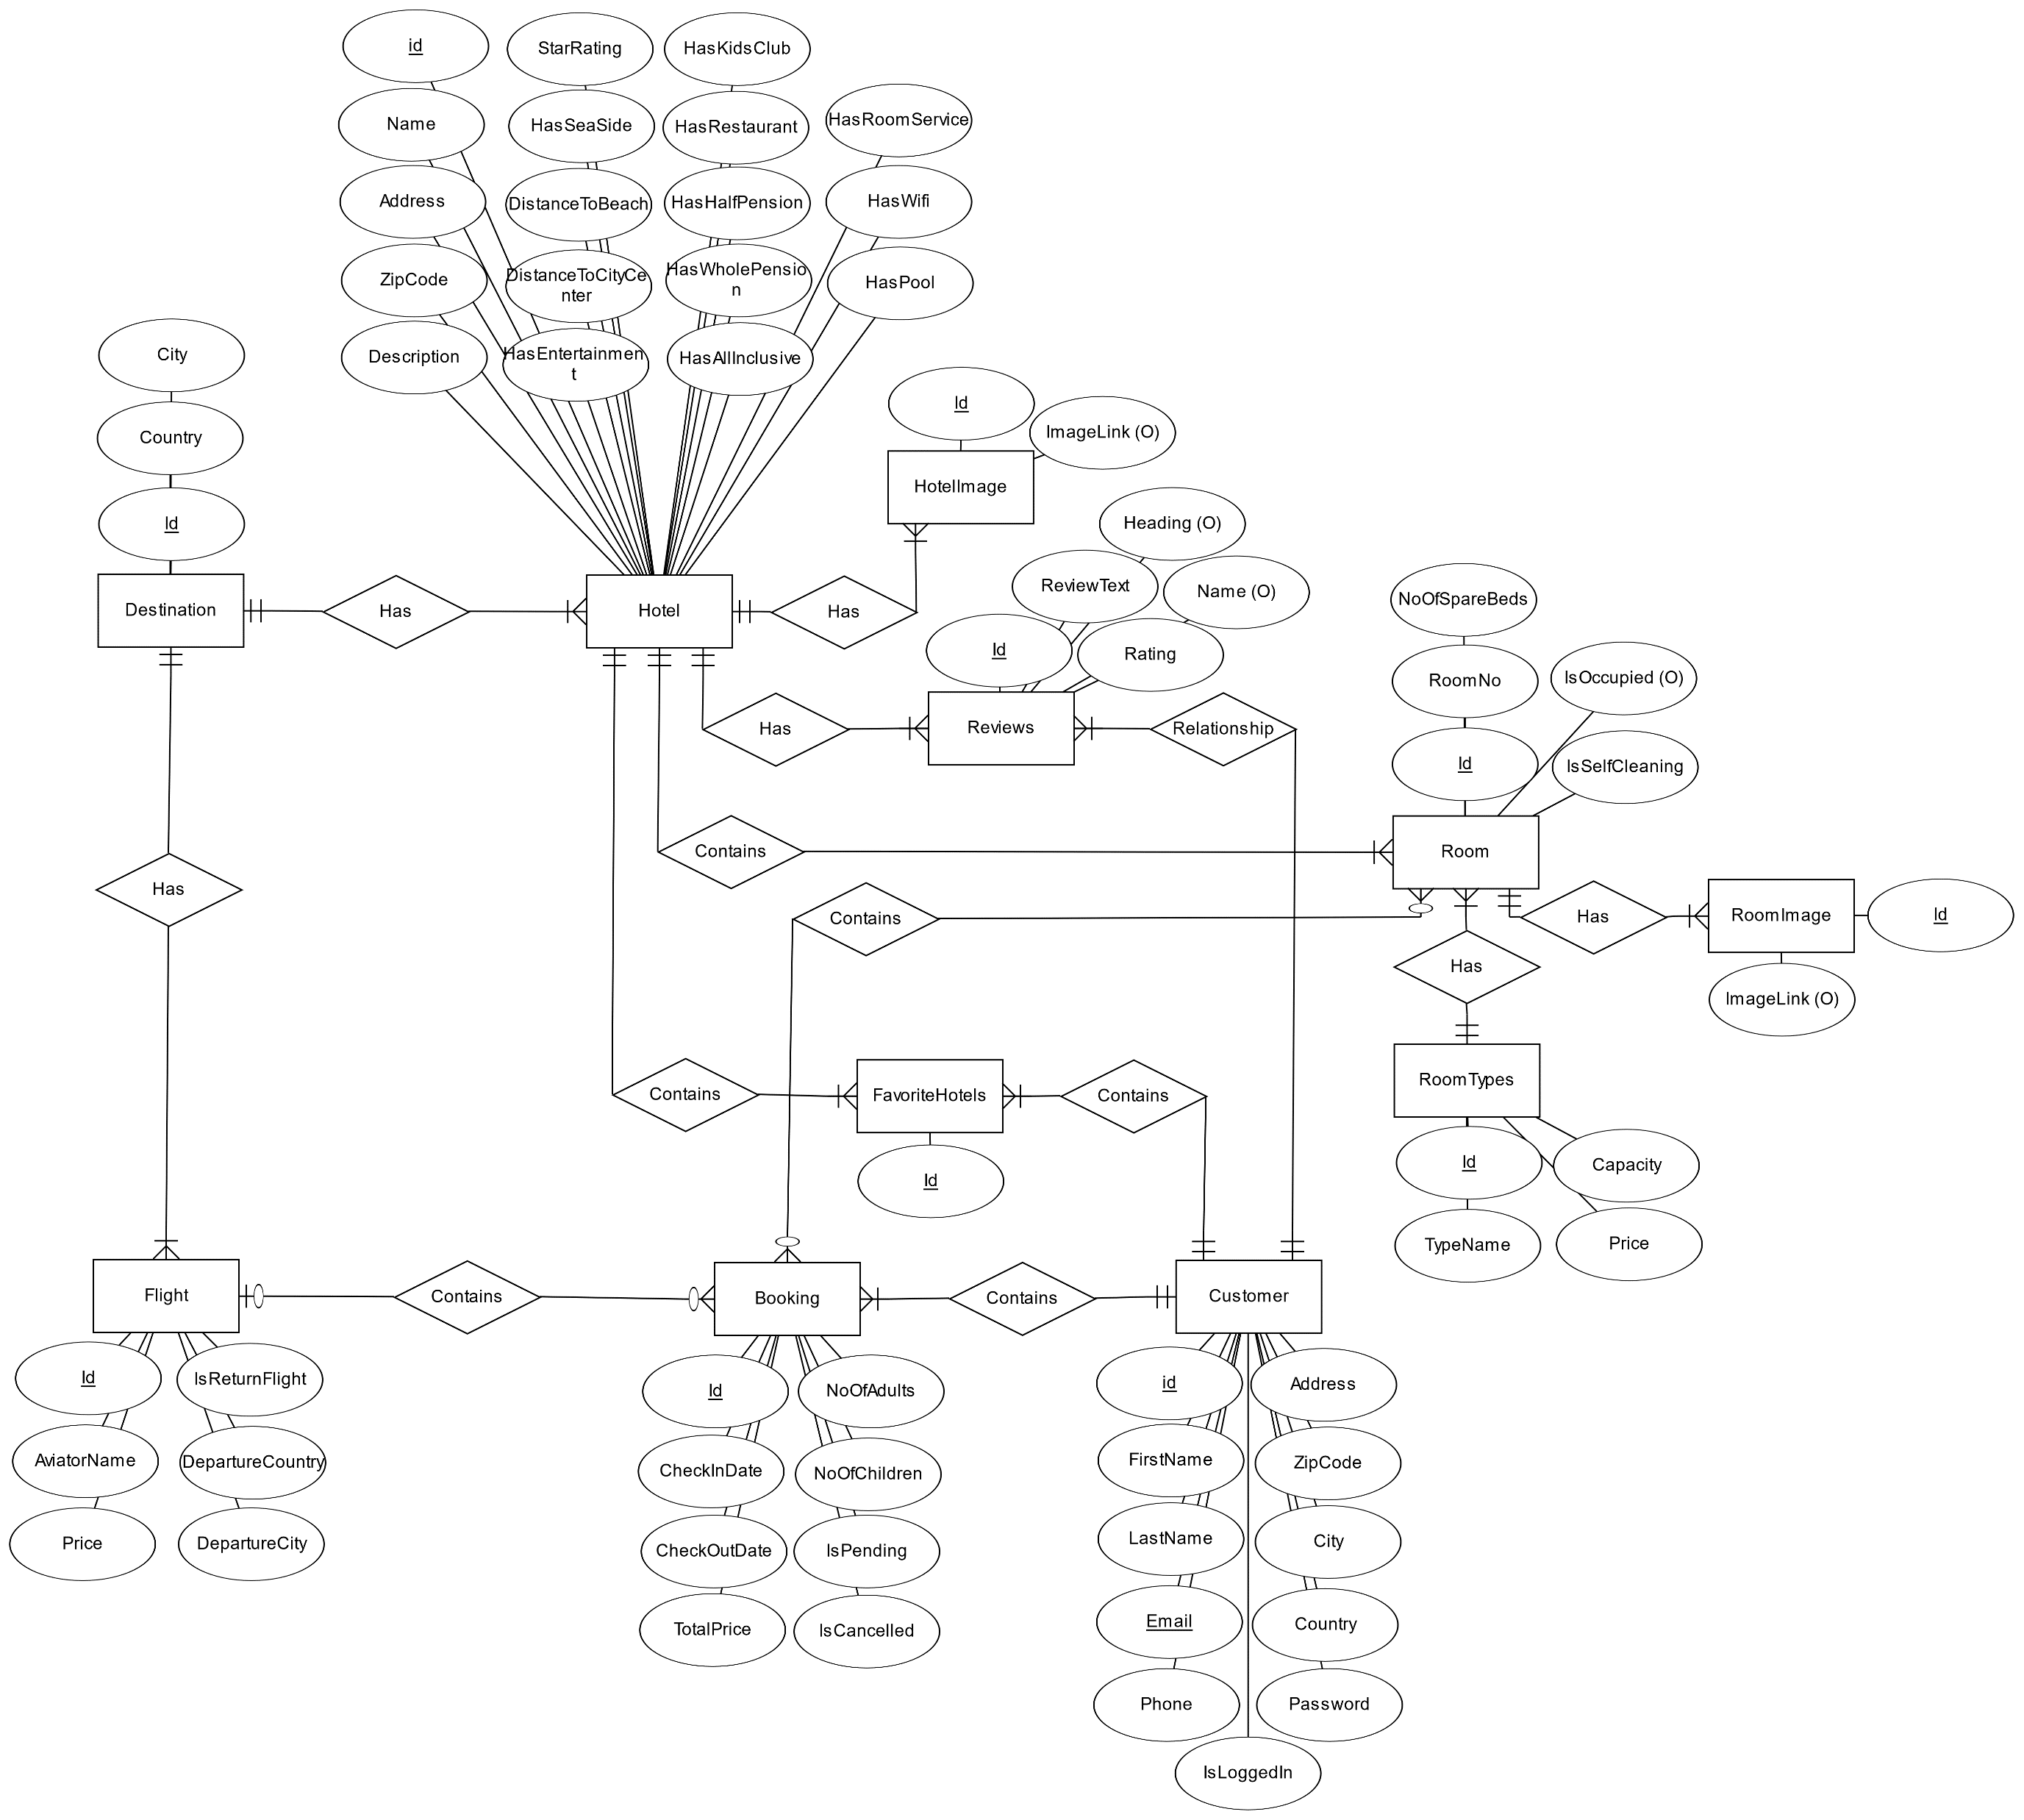 id
StarRating
HasKidsClub
Name
HasSeaSide
HasRestaurant
HasRoomService
Address
DistanceToBeach
HasHalfPension
HasWifi
ZipCode
DistanceToCityCe
nter
HasWholePensio
n
HasPool
City
Description
HasEntertainmen
t
HasAllInclusive
Country
Id
ImageLink (O)
HotelImage
Id
Heading (O)
ReviewText
Name (O)
NoOfSpareBeds
Destination
Has
Hotel
Has
Id
Rating
RoomNo
IsOccupied (O)
Has
Reviews
Relationship
Id
IsSelfCleaning
Contains
Room
Has
Contains
Has
RoomImage
Id
Has
ImageLink (O)
RoomTypes
Contains
FavoriteHotels
Contains
Id
Id
Capacity
TypeName
Price
Flight
Contains
Booking
Contains
Customer
Id
IsReturnFlight
Id
NoOfAdults
id
Address
AviatorName
DepartureCountry
CheckInDate
NoOfChildren
FirstName
ZipCode
Price
DepartureCity
CheckOutDate
IsPending
LastName
City
TotalPrice
IsCancelled
Email
Country
Phone
Password
IsLoggedIn